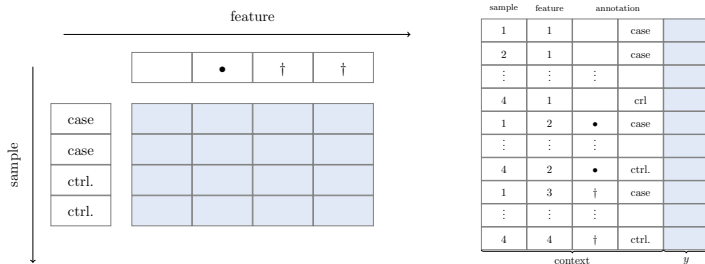 feature
sample
• † †
case
case
ctrl.
ctrl.
sample feature annotation
1 1 case
2 1 case
⋮ ⋮ ⋮
4 1 crl
1 2 • case
⋮ ⋮ ⋮
4 2 • ctrl.
1 3 † case
⋮ ⋮ ⋮
4 4 † ctrl.
context y